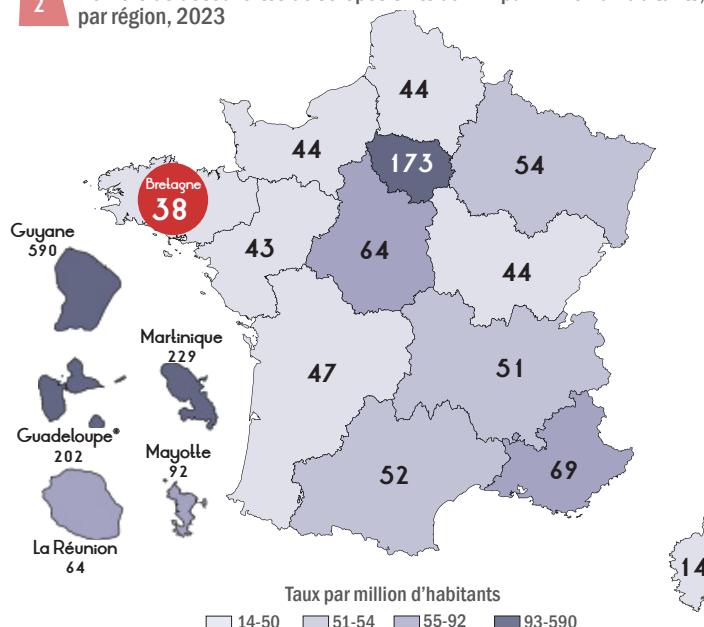 2
par région, 2023
44
44
173
54
Bretagne
38
Guyane
590
43
64
44
Martinique
229
47
51
Guadeloupe*
202
Mayotte
92
52
69
La Réunion
64
14
Taux par million d'habitants
14-50
51-54
55-92
93-590